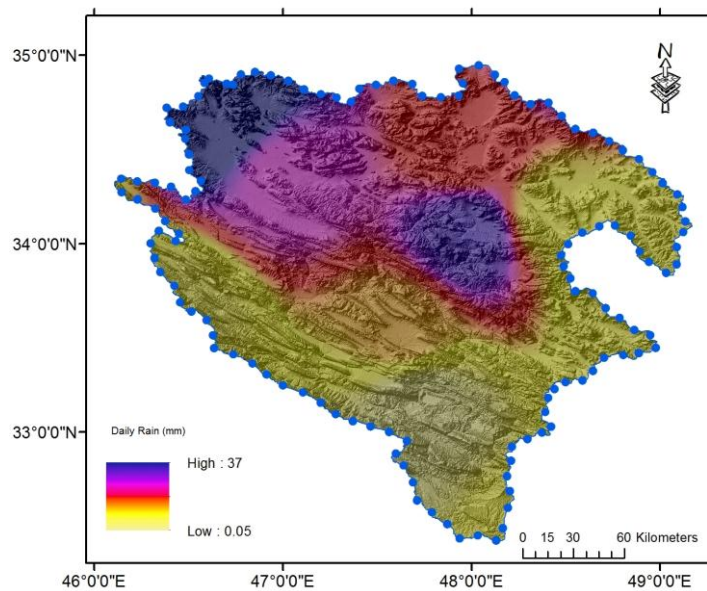 N
35°0'0"N
34°0'0"N
33°0'0"N
Daily Rain (mm)
High : 37
Low : 0.05
0 15 30 60 Kilometers
46°0'0"E 47°0'0"E 48°0'0"E 49°0'0"E